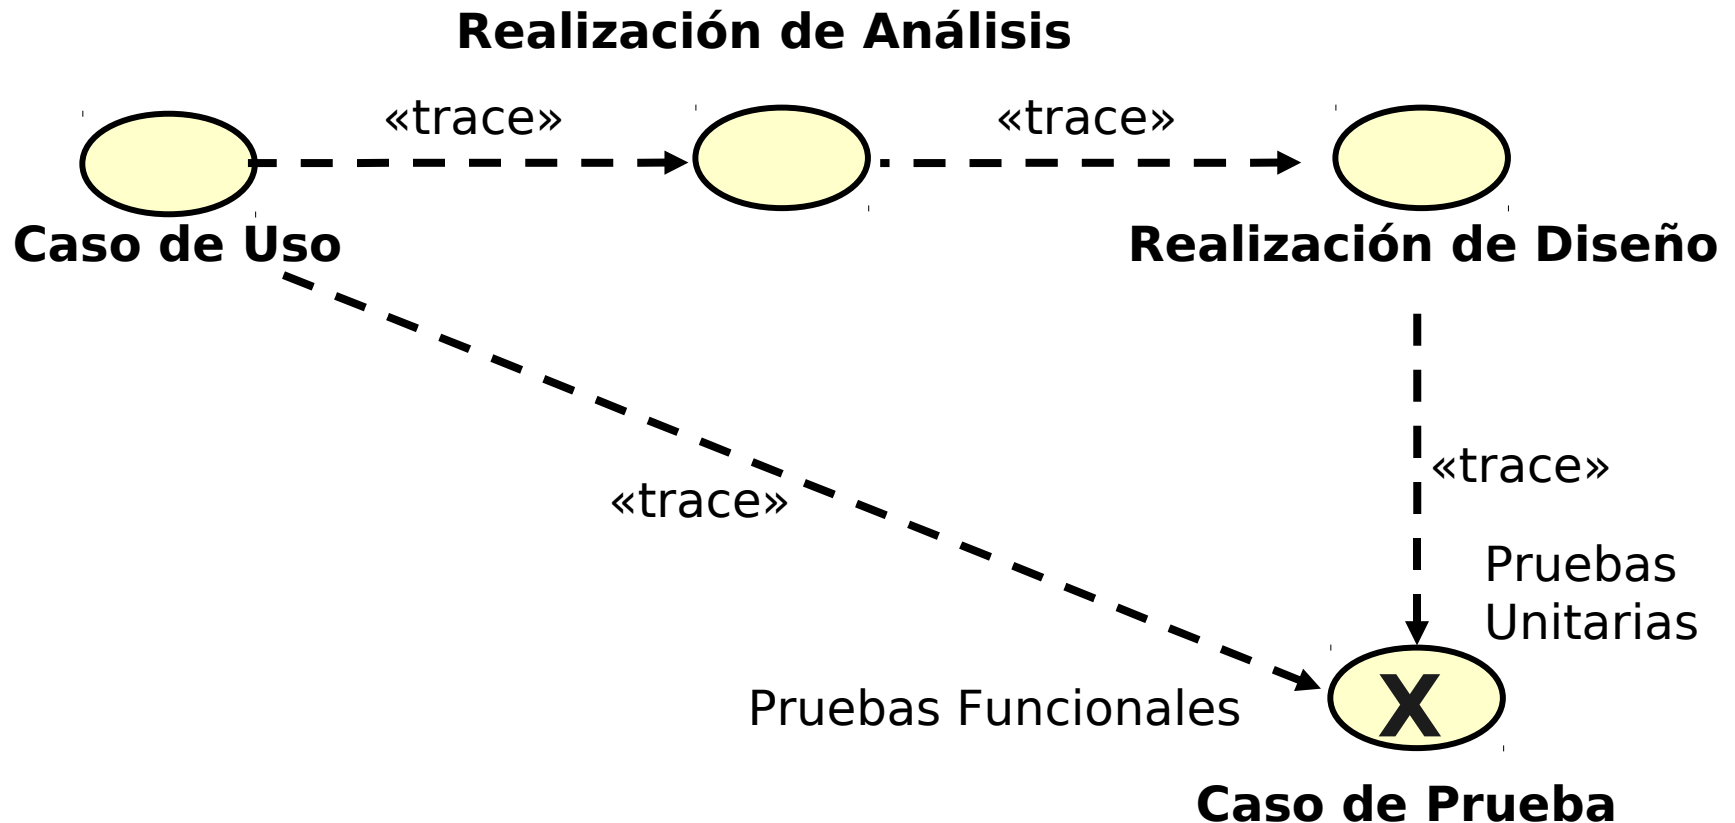 Realización de Análisis
«trace»
«trace»
Caso de Uso
Realización de Diseño
«trace»
«trace»
Pruebas
Unitarias
Pruebas Funcionales
X
Caso de Prueba